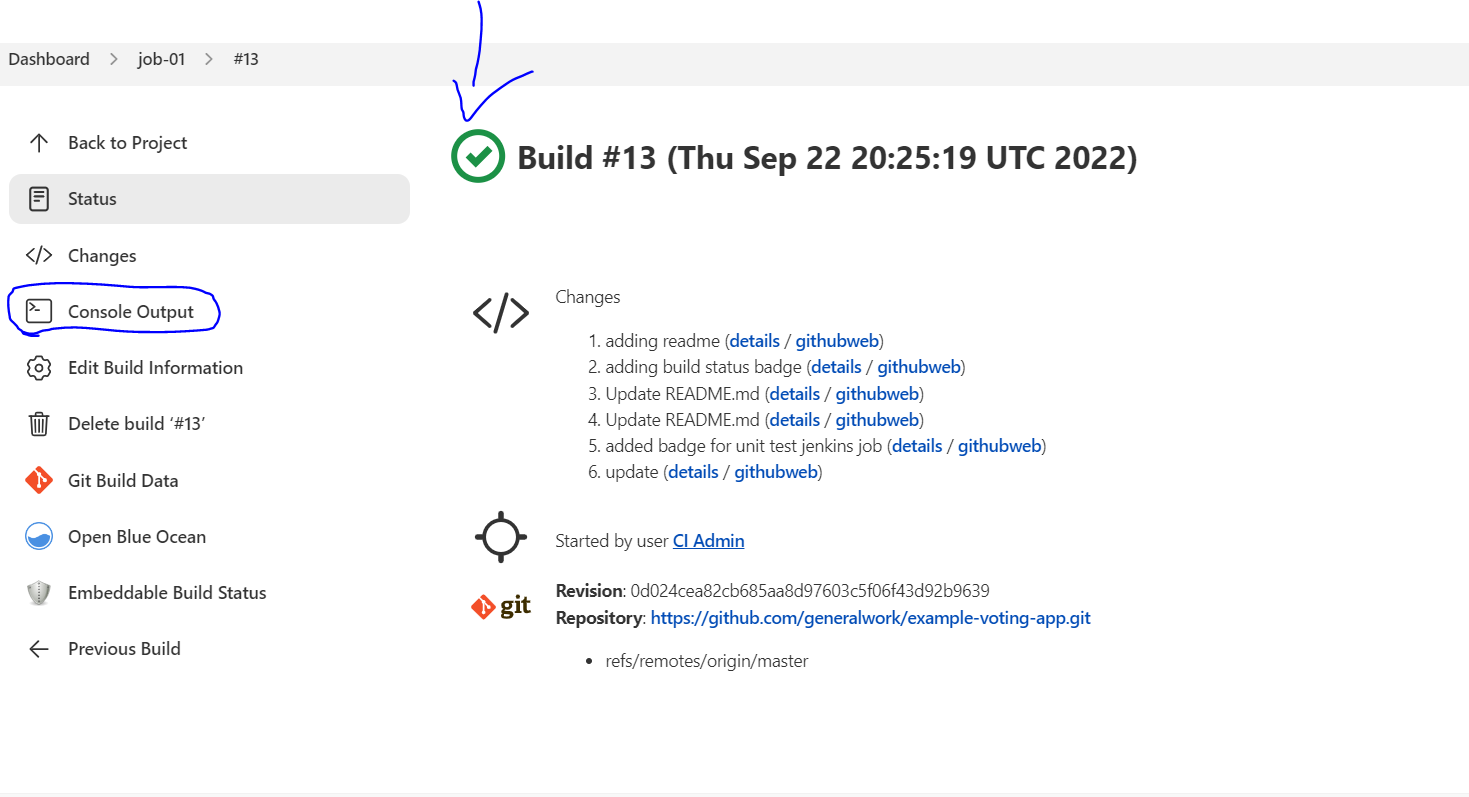 Dashboard > job-01 > #13
Back to Project
Status
Changes
Console Output
Edit Build Information
Delete build ‘#13’
Git Build Data
Open Blue Ocean
Embeddable Build Status
Previous Build
Build #13 (Thu Sep 22 20:25:19 UTC 2022)
Changes
1. adding readme (details / githubweb)
2. adding build status badge (details / githubweb)
3. Update README.md (details / githubweb)
4. Update README.md (details / githubweb)
5. added badge for unit test jenkins job (details / githubweb)
6. update (details / githubweb)
Started by user CI Admin
git
Revision: 0d024cea82cb685aa8d97603c5f06f43d92b9639
Repository: https://github.com/generalwork/example-voting-app.git
• refs/remotes/origin/master